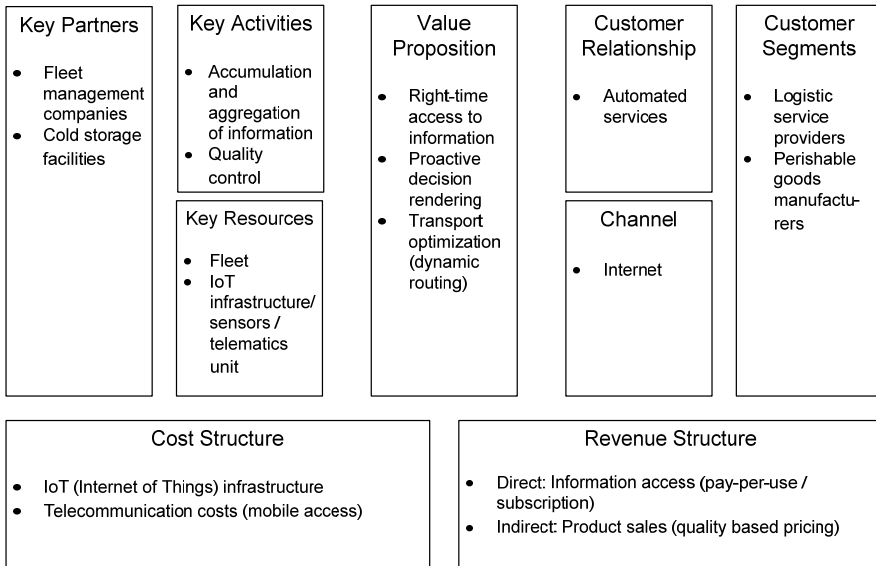 Key Partners
• Fleet
management
companies
• Cold storage
facilities
Key Activities
• Accumulation
and
aggregation
of information
• Quality
control
Key Resources
• Fleet
• IoT
infrastructure/
sensors /
telematics
unit
Value
Proposition
• Right-time
access to
information
• Proactive
decision
rendering
• Transport
optimization
(dynamic
routing)
Customer
Relationship
• Automated
services
Channel
• Internet
Customer
Segments
• Logistic
service
providers
• Perishable
goods
manufactu-
rers
Cost Structure
• IoT (Internet of Things) infrastructure
• Telecommunication costs (mobile access)
Revenue Structure
• Direct: Information access (pay-per-use /
subscription)
• Indirect: Product sales (quality based pricing)